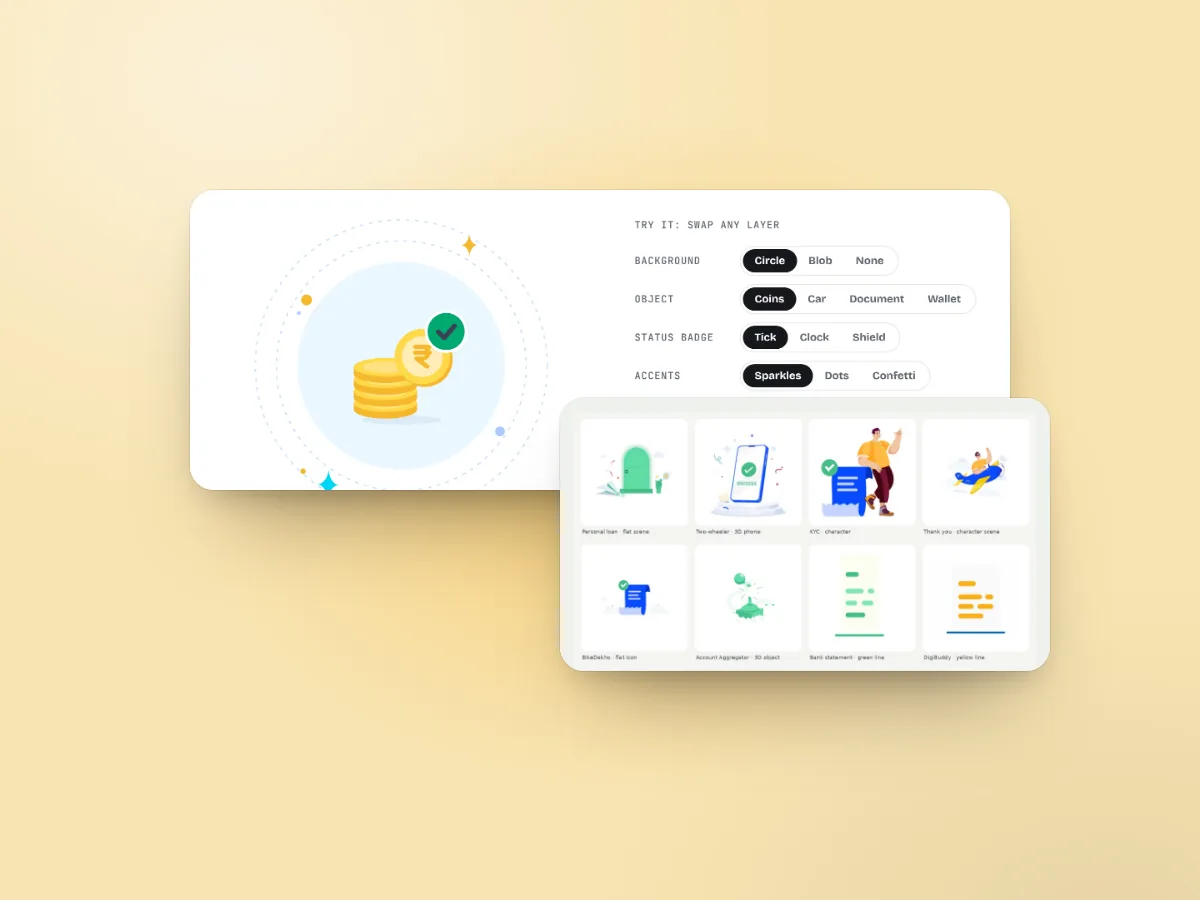 TRY IT: SWAP ANY LAYER
BACKGROUND Circle Blob None
OBJECT Coins Car Document Wallet
STATUS BADGE Tick Clock Shield
ACCENTS Sparkles Dots Confetti
₹
Personal loan · flat scene
Two-wheeler · 3D phone
KYC · character
Thank you · character scene
BikeDekho · flat icon
Account Aggregator · 3D object
Bank statement · green line
DigiBuddy · yellow line